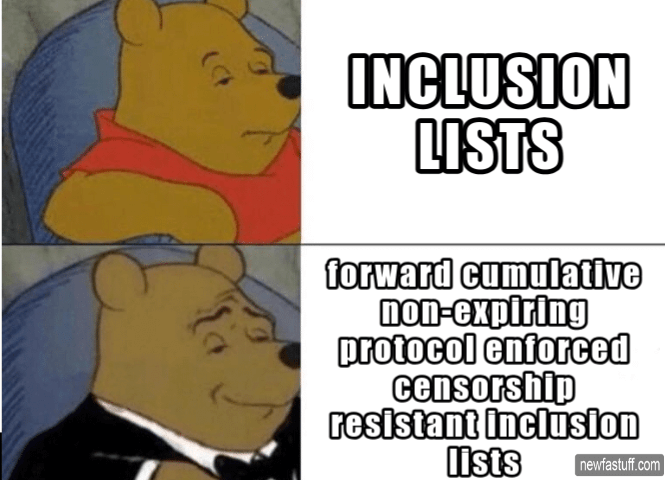 INCLUSION
LISTS
forward cumulative
non-expiring
protocol enforced
censorship
resistant inclusion
lists
newfastuff.com